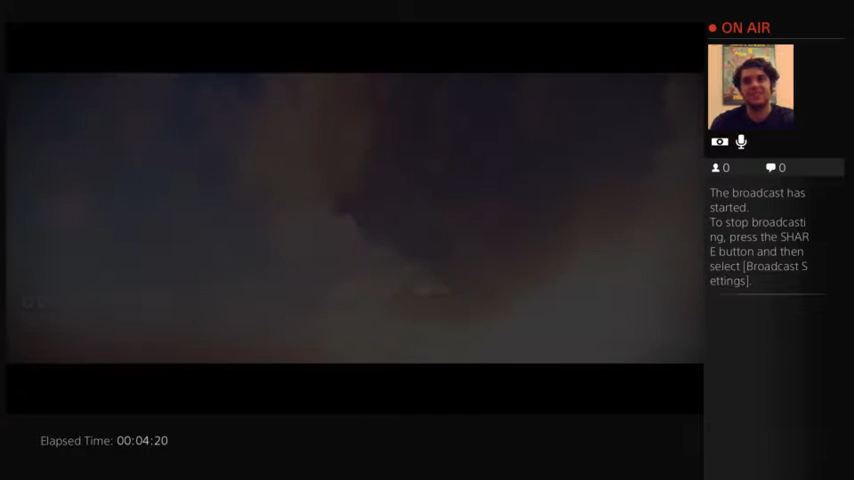 ON AIR
0 0
The broadcast has
started.
To stop broadcasti
ng, press the SHAR
E button and then
select [Broadcast S
ettings].
Elapsed Time: 00:04:20